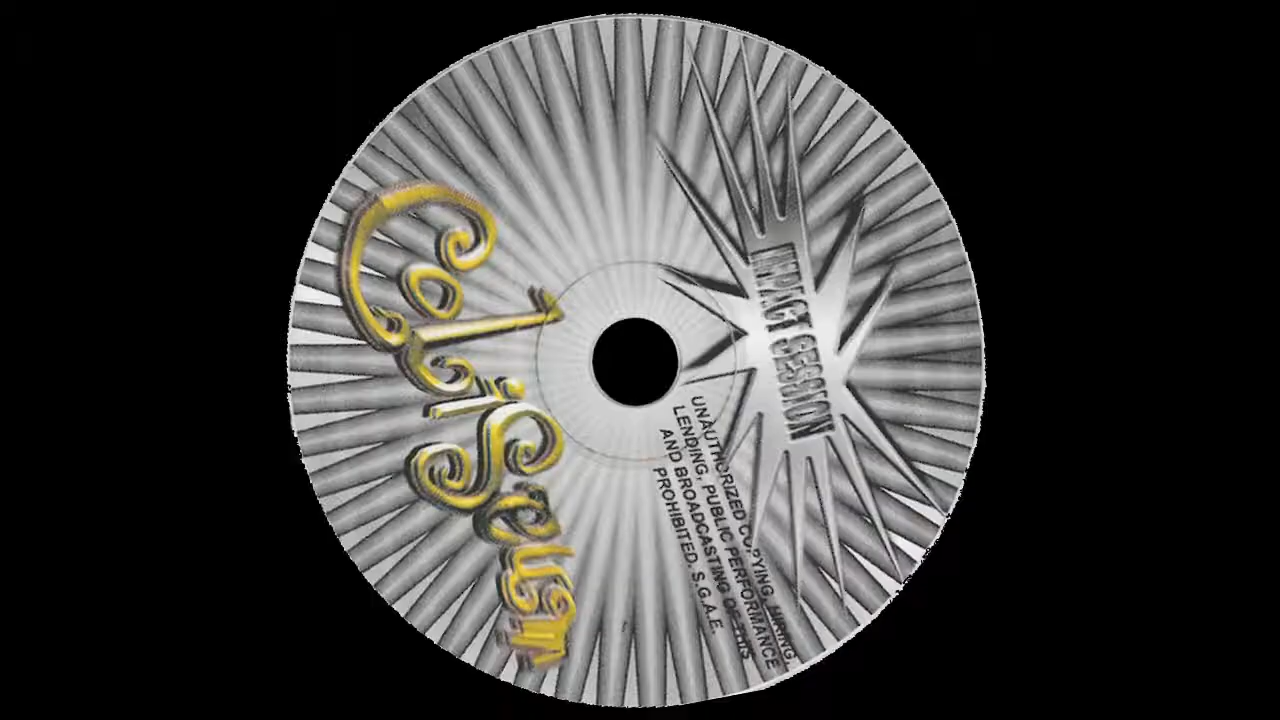 Coliseum
IMPACT SESSION
UNAUTHORIZED COPYING, HIRING,
LENDING, PUBLIC PERFORMANCE
AND BROADCASTING OF THIS
PROHIBITED. S.G.A.E.